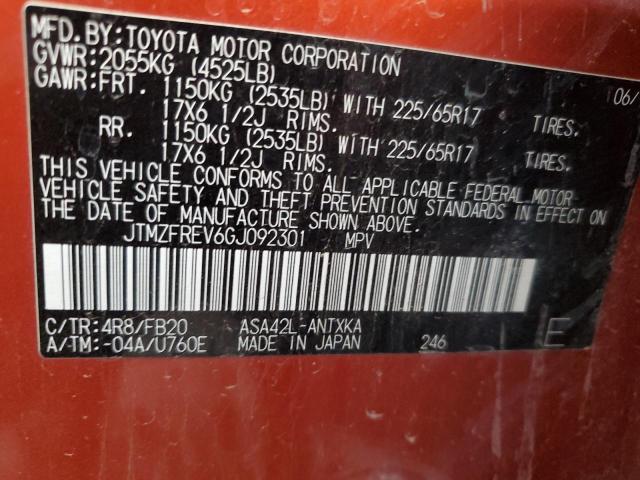 MFD.BY:TOYOTA MOTOR CORPORATION
06/
GVWR:2055KG (4525LB)
GAWR:FRT. 1150KG (2535LB) WITH 225/65R17 TIRES.
17X6 1/2J RIMS.
RR. 1150KG (2535LB) WITH 225/65R17 TIRES.
17X6 1/2J RIMS.
THIS VEHICLE CONFORMS TO ALL APPLICABLE FEDERAL MOTOR
VEHICLE SAFETY AND THEFT PREVENTION STANDARDS IN EFFECT ON
THE DATE OF MANUFACTURE SHOWN ABOVE.
JTMZFREV6GJ092301 MPV
C/TR:4R8/FB20 ASA42L-ANTXKA E
A/TM:-04A/U760E MADE IN JAPAN 246